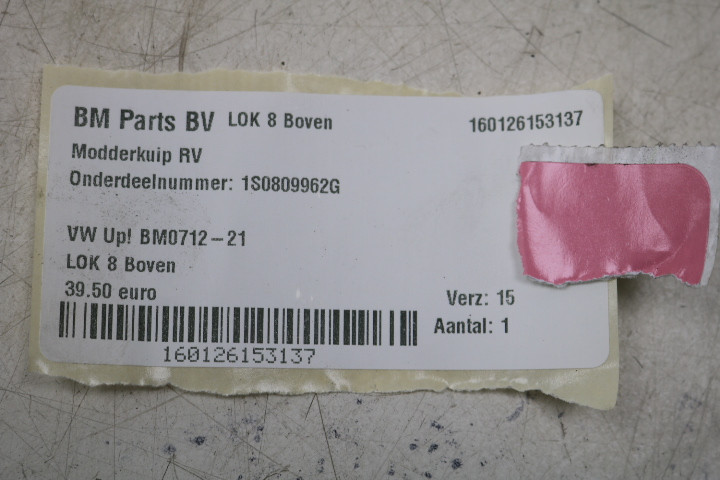 BM Parts BV LOK 8 Boven 160126153137
Modderkuip RV
Onderdeelnummer: 1S0809962G
VW Up! BM0712-21
LOK 8 Boven
39.50 euro
Verz: 15
Aantal: 1
160126153137